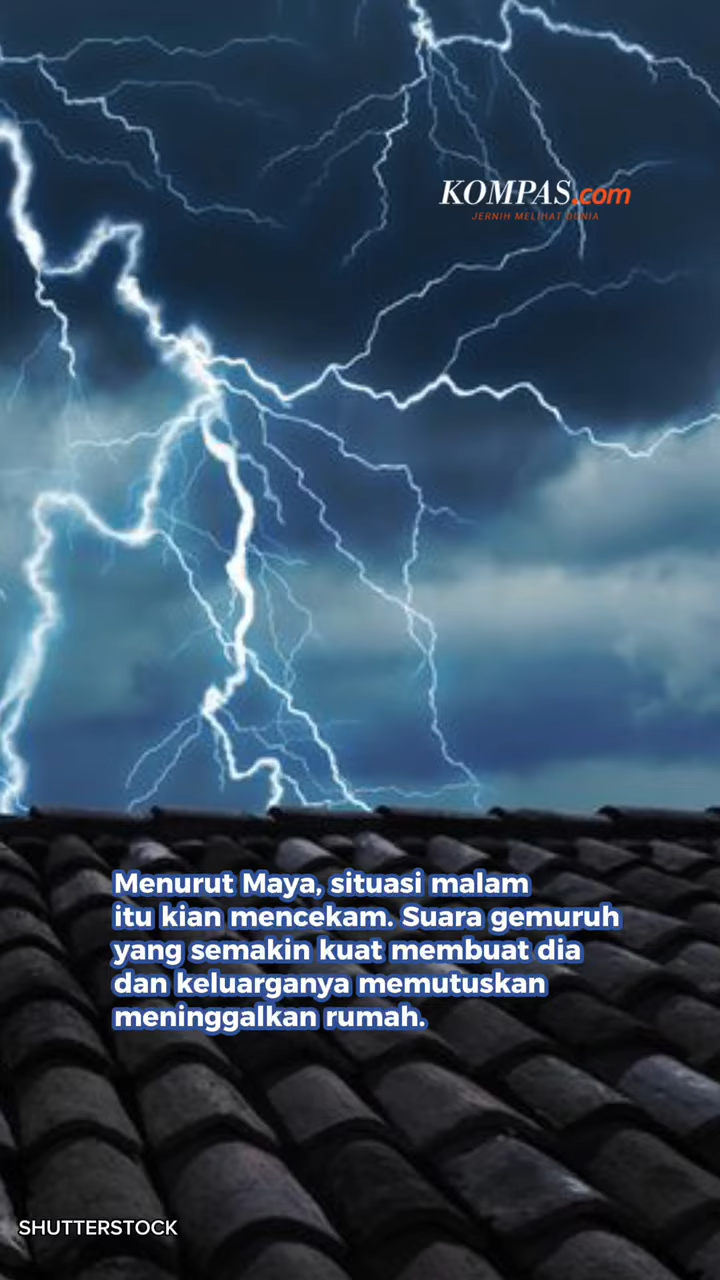 KOMPAS.com
JERNIH MELIHAT DUNIA
Menurut Maya, situasi malam
itu kian mencekam. Suara gemuruh
yang semakin kuat membuat dia
dan keluarganya memutuskan
meninggalkan rumah.
SHUTTERSTOCK